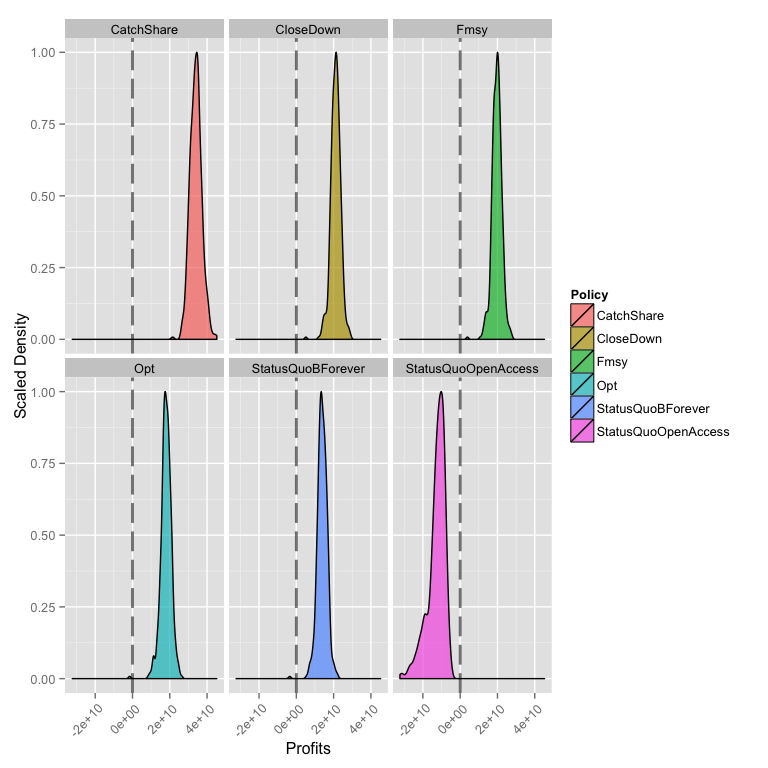 CatchShare CloseDown Fmsy
1.00
0.75
0.50
0.25
0.00
Opt StatusQuoBForever StatusQuoOpenAccess
1.00
0.75
0.50
0.25
0.00
-2e+10 0e+00 2e+10 4e+10 -2e+10 0e+00 2e+10 4e+10 -2e+10 0e+00 2e+10 4e+10
Profits
Scaled Density
Policy
CatchShare
CloseDown
Fmsy
Opt
StatusQuoBForever
StatusQuoOpenAccess